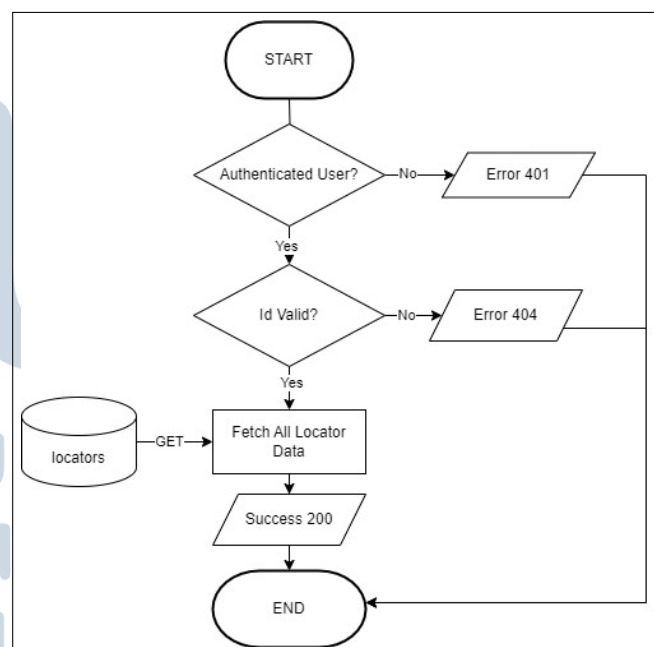 START
Authenticated User?
No
Error 401
Yes
Id Valid?
No
Error 404
Yes
locators
GET
Fetch All Locator
Data
Success 200
END